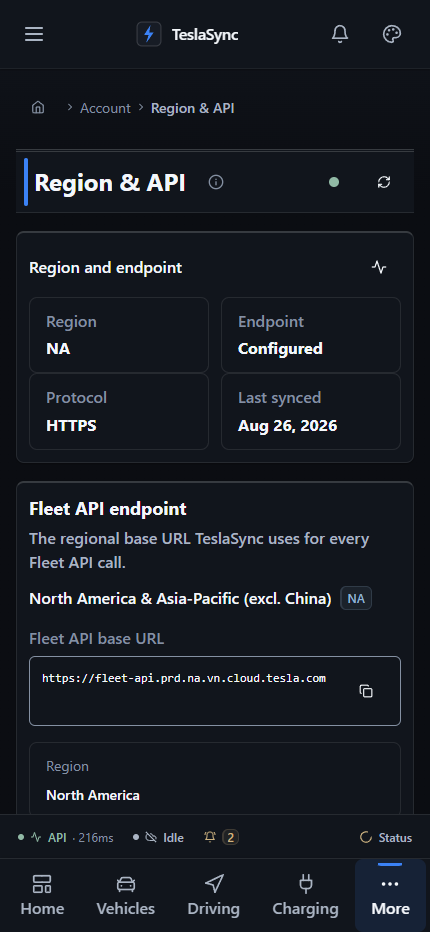 TeslaSync
Account
Region & API
Region & API
Region and endpoint
Region
NA
Endpoint
Configured
Protocol
HTTPS
Last synced
Aug 26, 2026
Fleet API endpoint
The regional base URL TeslaSync uses for every
Fleet API call.
North America & Asia-Pacific (excl. China) NA
Fleet API base URL
https://fleet-api.prd.na.vn.cloud.tesla.com
Region
North America
API · 216ms Idle 2 Status
Home Vehicles Driving Charging More